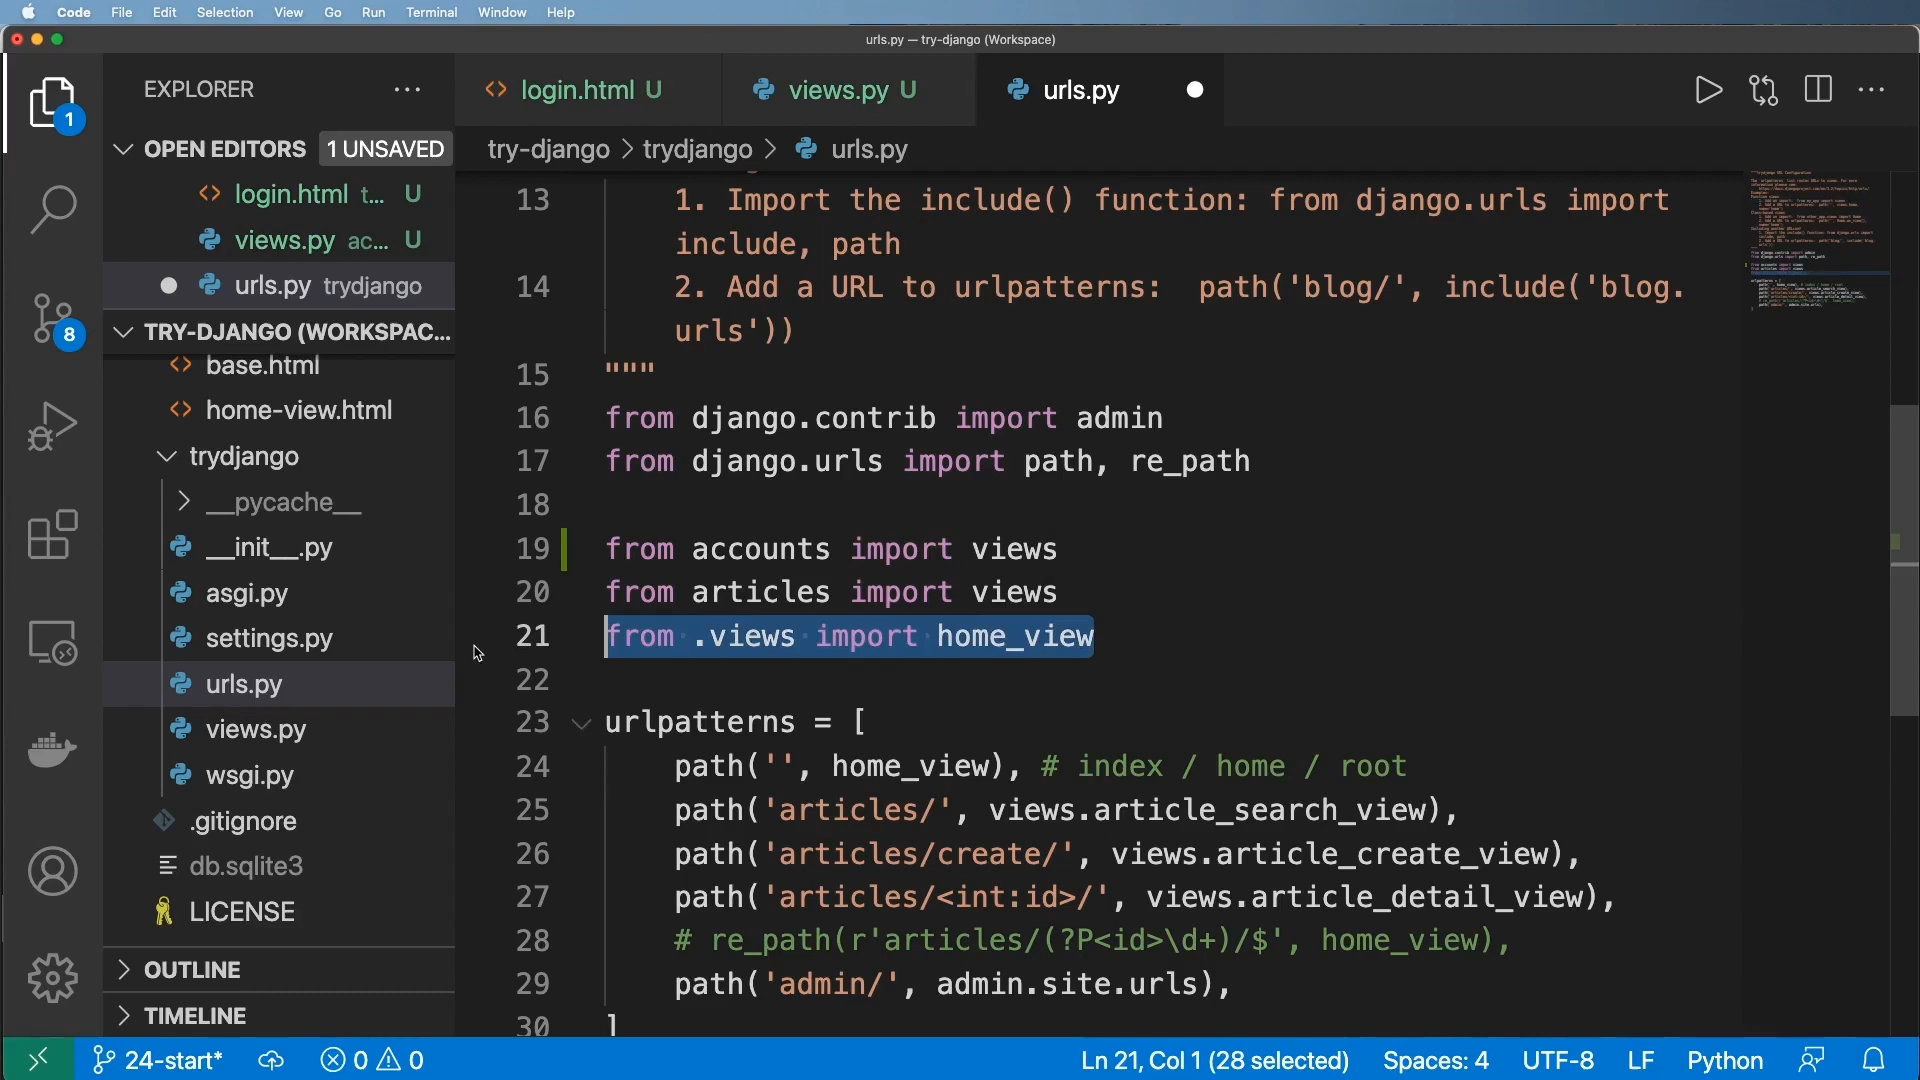 Code File Edit Selection View Go Run Terminal Window Help
urls.py — try-django (Workspace)
EXPLORER
login.html U
views.py U
urls.py
OPEN EDITORS 1 UNSAVED
login.html t... U
views.py ac... U
urls.py trydjango
TRY-DJANGO (WORKSPAC...
base.html
home-view.html
trydjango
__pycache__
__init__.py
asgi.py
settings.py
urls.py
views.py
wsgi.py
.gitignore
db.sqlite3
LICENSE
OUTLINE
TIMELINE
1
8
try-django > trydjango > urls.py
13 1. Import the include() function: from django.urls import
include, path
14 2. Add a URL to urlpatterns:  path('blog/', include('blog.
urls'))
15 """
16 from django.contrib import admin
17 from django.urls import path, re_path
18
19 from accounts import views
20 from articles import views
21 from .views import home_view
22
23 urlpatterns = [
24 path('', home_view), # index / home / root
25 path('articles/', views.article_search_view),
26 path('articles/create/', views.article_create_view),
27 path('articles/<int:id>/', views.article_detail_view),
28 # re_path(r'articles/(?P<id>\d+)/$', home_view),
29 path('admin/', admin.site.urls),
30 ]
24-start* 0 0 Ln 21, Col 1 (28 selected) Spaces: 4 UTF-8 LF Python